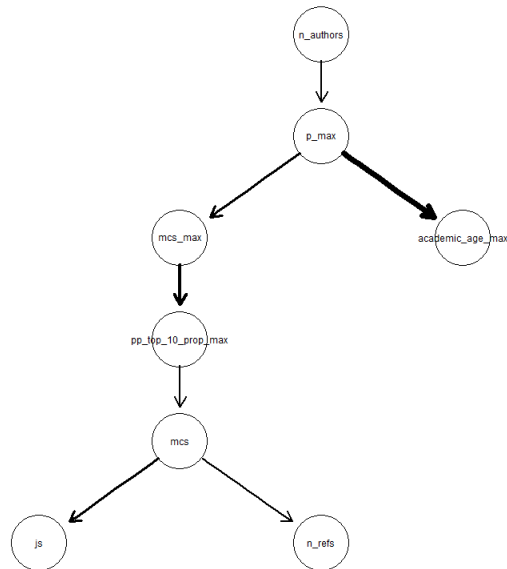 n_authors
p_max
mcs_max
academic_age_max
pp_top_10_prop_max
mcs
js
n_refs